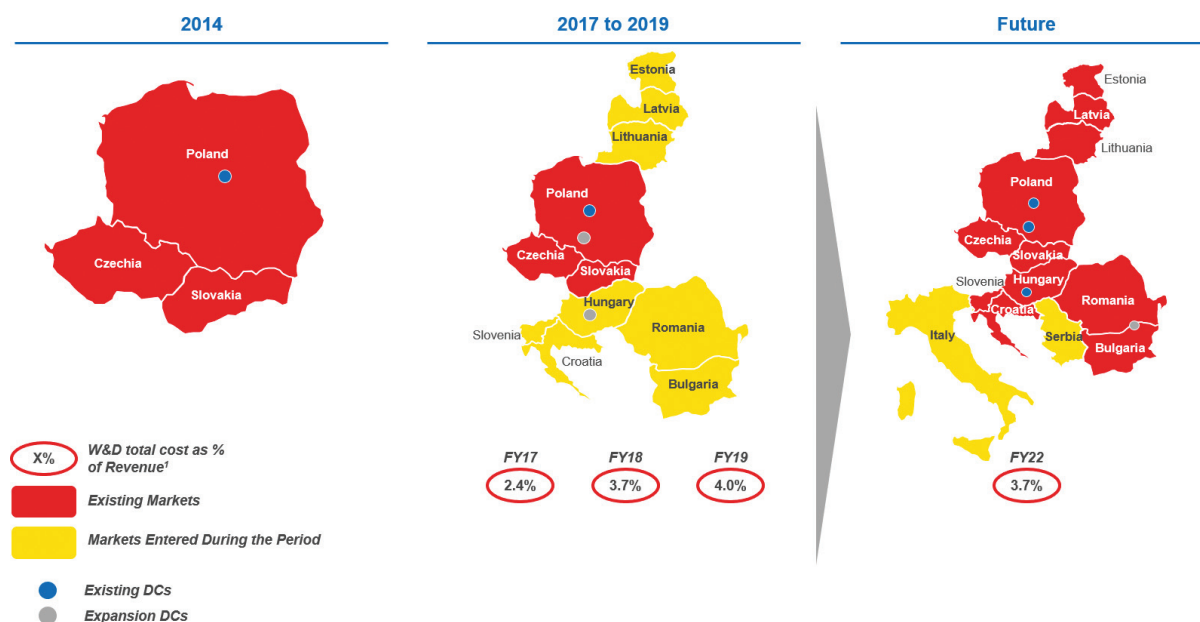 2014
Poland
Czechia
Slovakia
X%
W&D total cost as %
of Revenue¹
Existing Markets
Markets Entered During the Period
Existing DCs
Expansion DCs
2017 to 2019
Estonia
Latvia
Lithuania
Poland
Czechia
Slovakia
Hungary
Slovenia
Romania
Croatia
Bulgaria
FY17
FY18
FY19
2.4%
3.7%
4.0%
Future
Estonia
Latvia
Lithuania
Poland
Czechia
Slovakia
Slovenia
Hungary
Romania
Croatia
Italy
Serbia
Bulgaria
FY22
3.7%